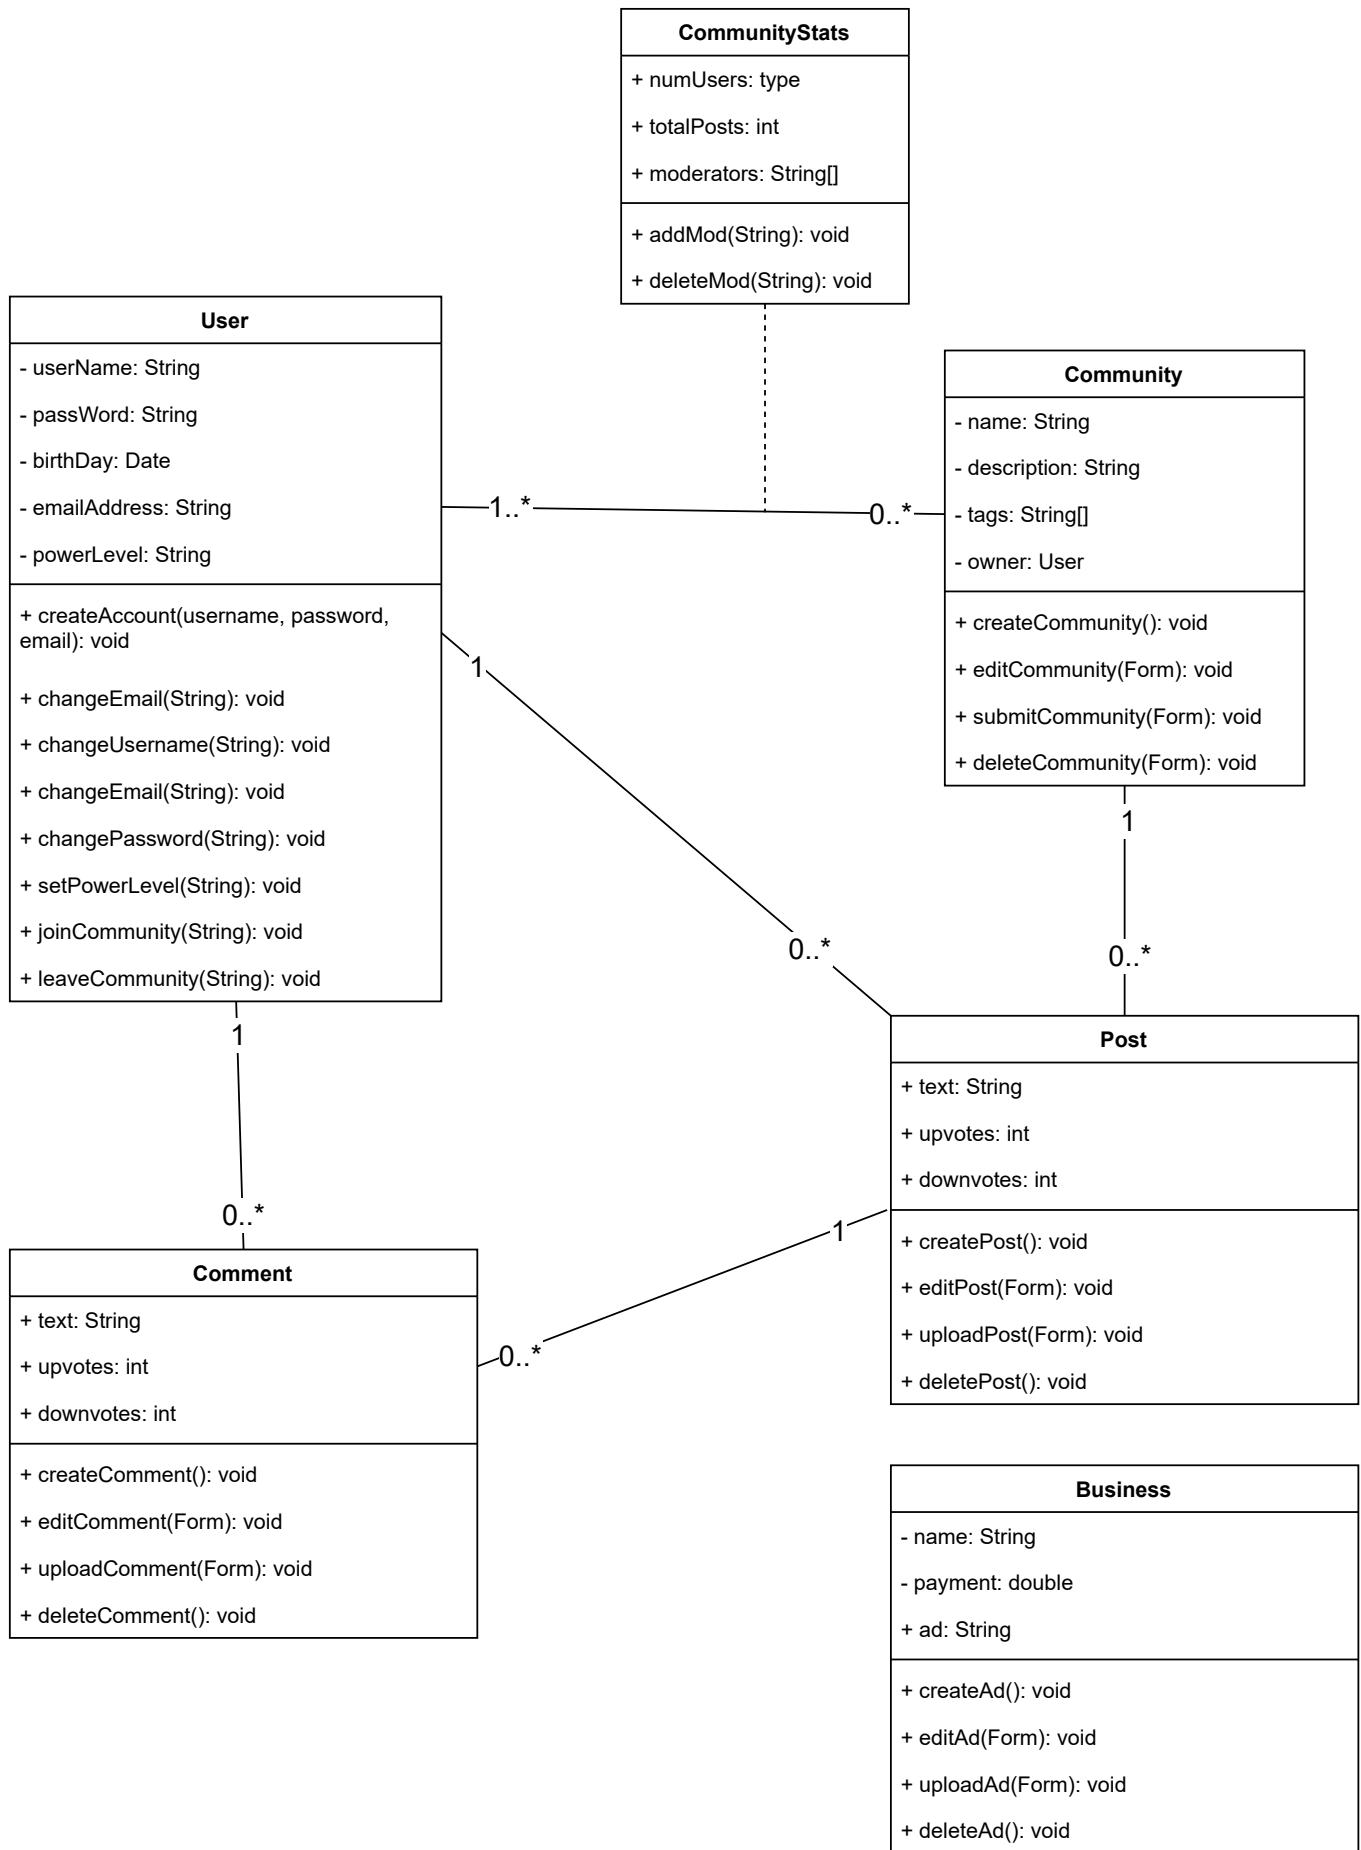 CommunityStats
+ numUsers: type
+ totalPosts: int
+ moderators: String[]
+ addMod(String): void
+ deleteMod(String): void
User
- userName: String
- passWord: String
- birthDay: Date
- emailAddress: String
- powerLevel: String
+ createAccount(username, password,
email): void
+ changeEmail(String): void
+ changeUsername(String): void
+ changeEmail(String): void
+ changePassword(String): void
+ setPowerLevel(String): void
+ joinCommunity(String): void
+ leaveCommunity(String): void
1..*
0..*
Community
- name: String
- description: String
- tags: String[]
- owner: User
+ createCommunity(): void
+ editCommunity(Form): void
+ submitCommunity(Form): void
+ deleteCommunity(Form): void
1
0..*
1
0..*
1
0..*
Post
+ text: String
+ upvotes: int
+ downvotes: int
+ createPost(): void
+ editPost(Form): void
+ uploadPost(Form): void
+ deletePost(): void
1
0..*
Comment
+ text: String
+ upvotes: int
+ downvotes: int
+ createComment(): void
+ editComment(Form): void
+ uploadComment(Form): void
+ deleteComment(): void
Business
- name: String
- payment: double
+ ad: String
+ createAd(): void
+ editAd(Form): void
+ uploadAd(Form): void
+ deleteAd(): void